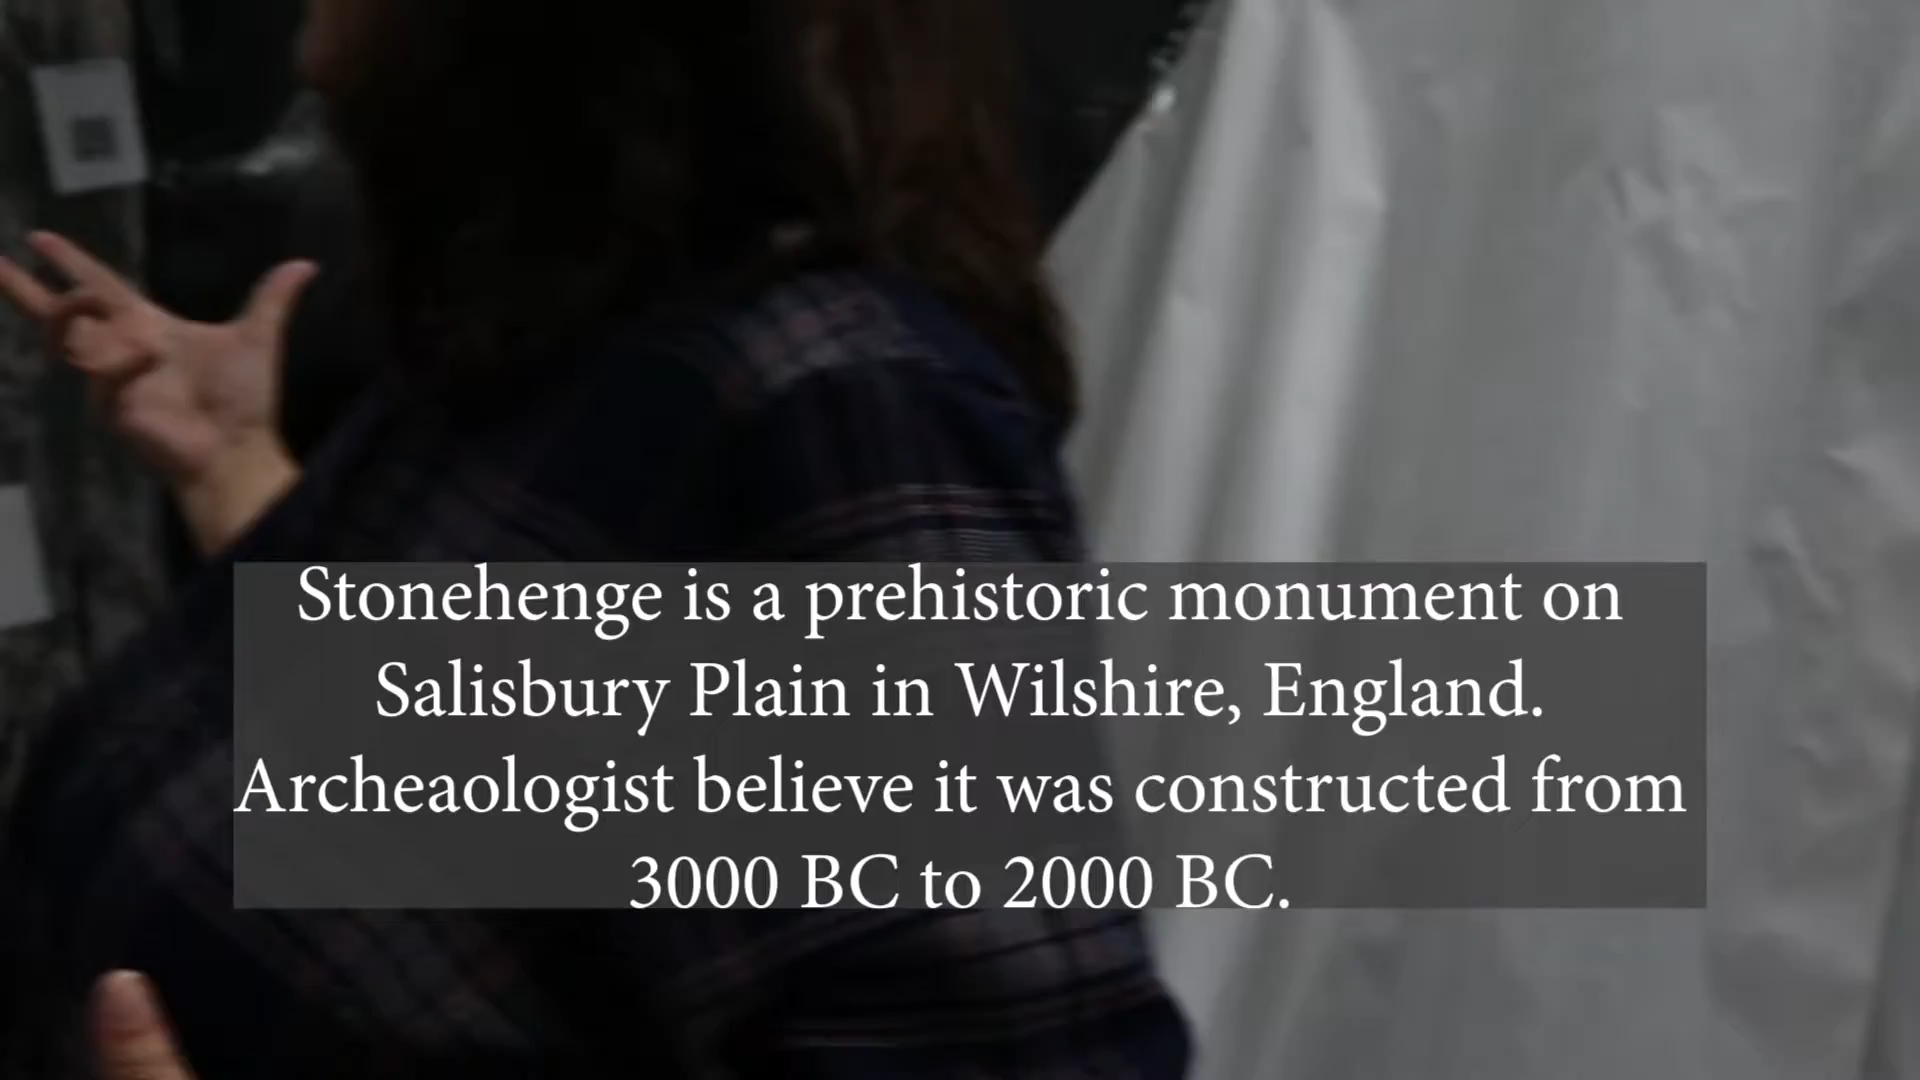 Stonehenge is a prehistoric monument on
Salisbury Plain in Wilshire, England.
Archeaologist believe it was constructed from
3000 BC to 2000 BC.